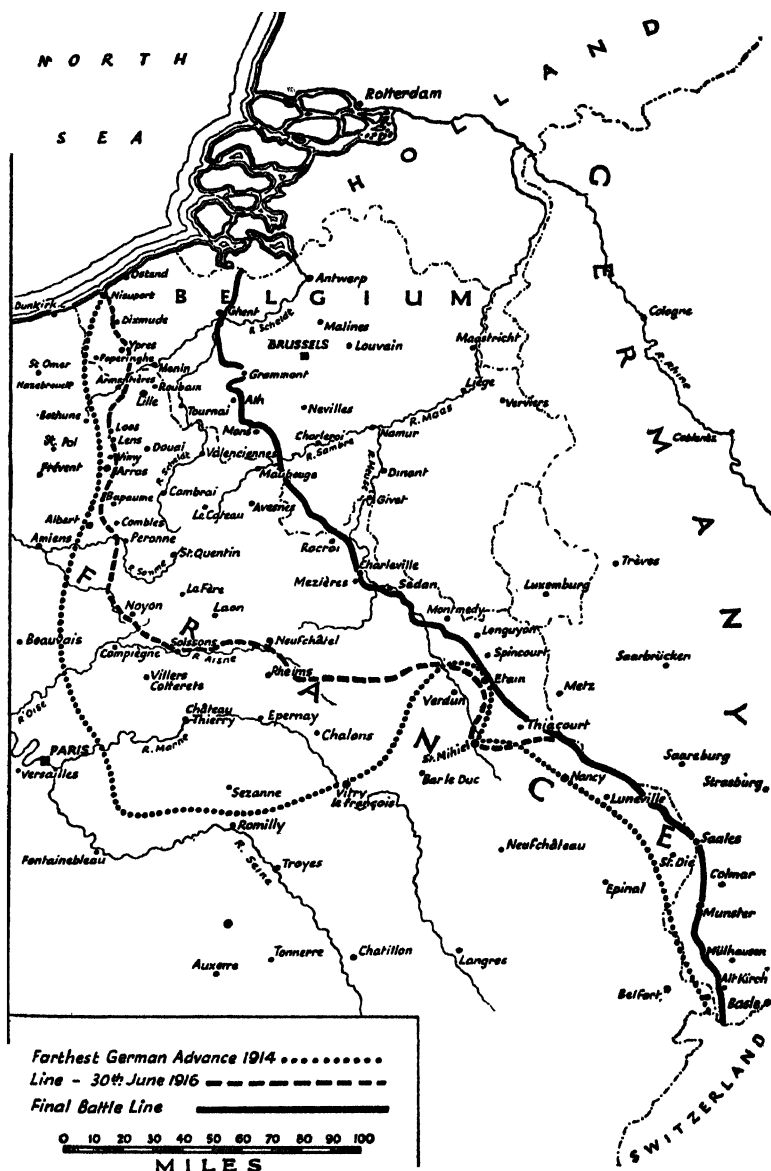 NORTH
SEA
HOLLAND
Rotterdam
GERMANY
Ostend
Nieuport
Dunkirk
Dixmude
BELGIUM
Antwerp
Ghent
R. Scheldt
Malines
BRUSSELS
Louvain
Maastricht
Cologne
R. Rhine
Ypres
Poperinghe
St Omer
Hazebrouck
Armentières
Menin
Roubaix
Lille
Tournai
Grammont
Ath
Nevilles
Liège
Verviers
R. Maas
Bethune
Loos
Lens
St. Pol
Vimy
Douai
Arras
Prévent
R. Scheldt
Mons
Valenciennes
Charleroi
R. Sambre
Namur
Coblenz
Maubeuge
R. Meuse
Dinant
Givet
Cambrai
Bapaume
Le Cateau
Avesnes
Albert
Combles
Amiens
Peronne
R. Somme
St. Quentin
Rocroi
Charleville
Mezières
Sédan
Trèves
Luxemburg
FRANCE
La Fère
Laon
Noyon
Montmedy
Longuyon
Spincourt
Beauvais
Compiègne
Soissons
R Aisne
Neufchâtel
Saarbrücken
Villers
Cotterets
Rheims
Verdun
Etain
Metz
R Oise
Château
Thierry
Epernay
Chalons
Thiacourt
St. Mihiel
R. Marne
PARIS
Versailles
Bar le Duc
Nancy
Saareburg
Strasburg
Sezanne
Vitry
le françois
Luneville
Romilly
Neufchâteau
Saales
St. Dié
Fontainebleau
R. Seine
Troyes
Epinal
Colmar
Munster
Auxerre
Tonnerre
Chatillon
Langres
Mülhausen
Alt Kirch
Belfort
Basle
SWITZERLAND
Farthest German Advance 1914
Line - 30th June 1916
Final Battle Line
0 10 20 30 40 50 60 70 80 90 100
MILES